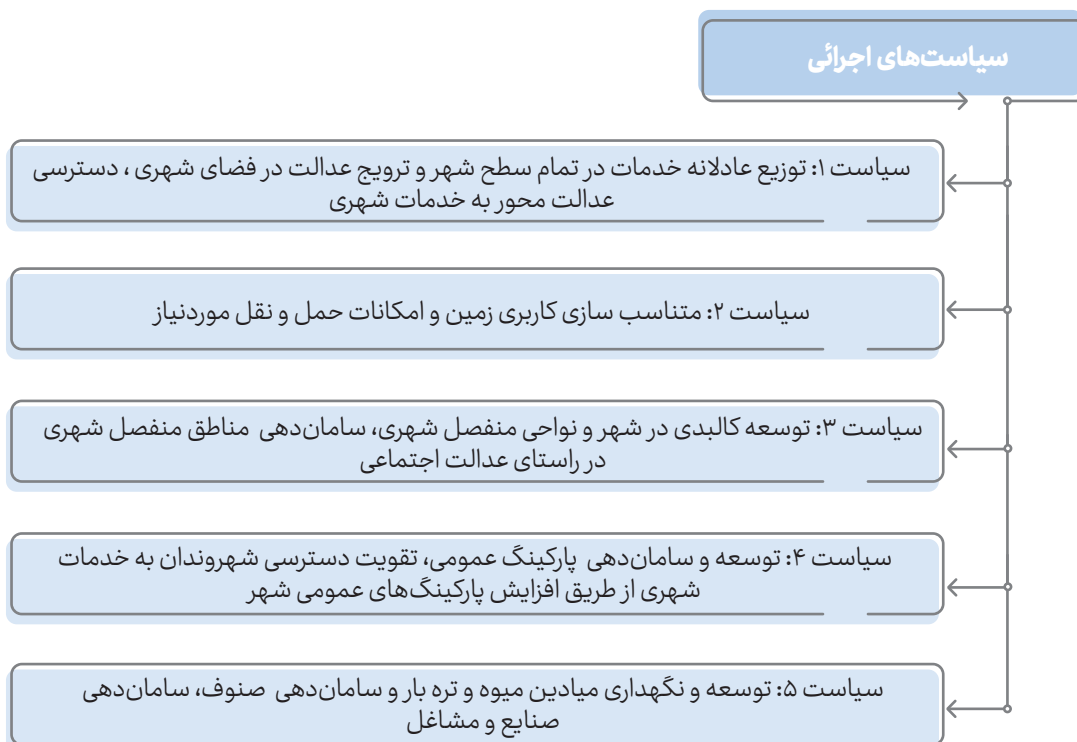 سیاست‌های اجرائی
سیاست ۱: توزیع عادلانه خدمات در تمام سطح شهر و ترویج عدالت در فضای شهری ، دسترسی
عدالت محور به خدمات شهری
سیاست ۲: متناسب سازی کاربری زمین و امکانات حمل و نقل موردنیاز
سیاست ۳: توسعه کالبدی در شهر و نواحی منفصل شهری، سامان‌دهی مناطق منفصل شهری
در راستای عدالت اجتماعی
سیاست ۴: توسعه و سامان‌دهی پارکینگ عمومی، تقویت دسترسی شهروندان به خدمات
شهری از طریق افزایش پارکینگ‌های عمومی شهر
سیاست ۵: توسعه و نگهداری میادین میوه و تره بار و سامان‌دهی صنوف، سامان‌دهی
صنایع و مشاغل